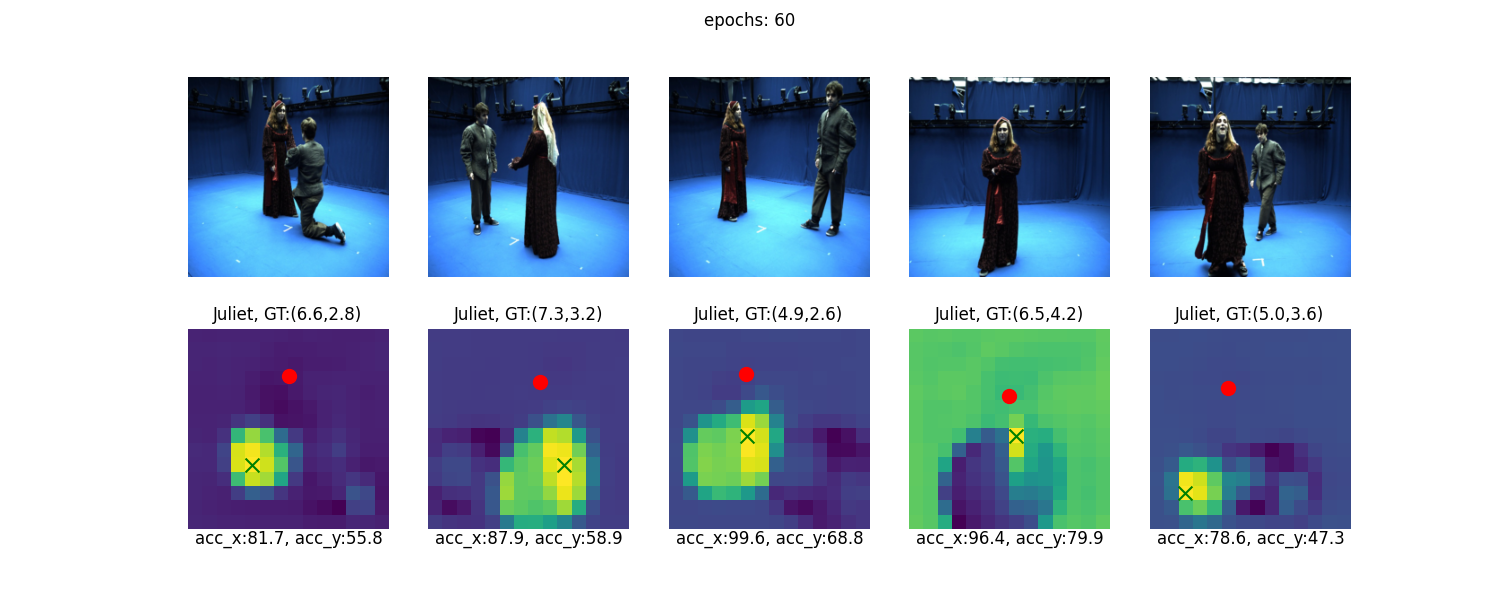 epochs: 60
Juliet, GT:(6.6,2.8)
Juliet, GT:(7.3,3.2)
Juliet, GT:(4.9,2.6)
Juliet, GT:(6.5,4.2)
Juliet, GT:(5.0,3.6)
acc_x:81.7, acc_y:55.8
acc_x:87.9, acc_y:58.9
acc_x:99.6, acc_y:68.8
acc_x:96.4, acc_y:79.9
acc_x:78.6, acc_y:47.3